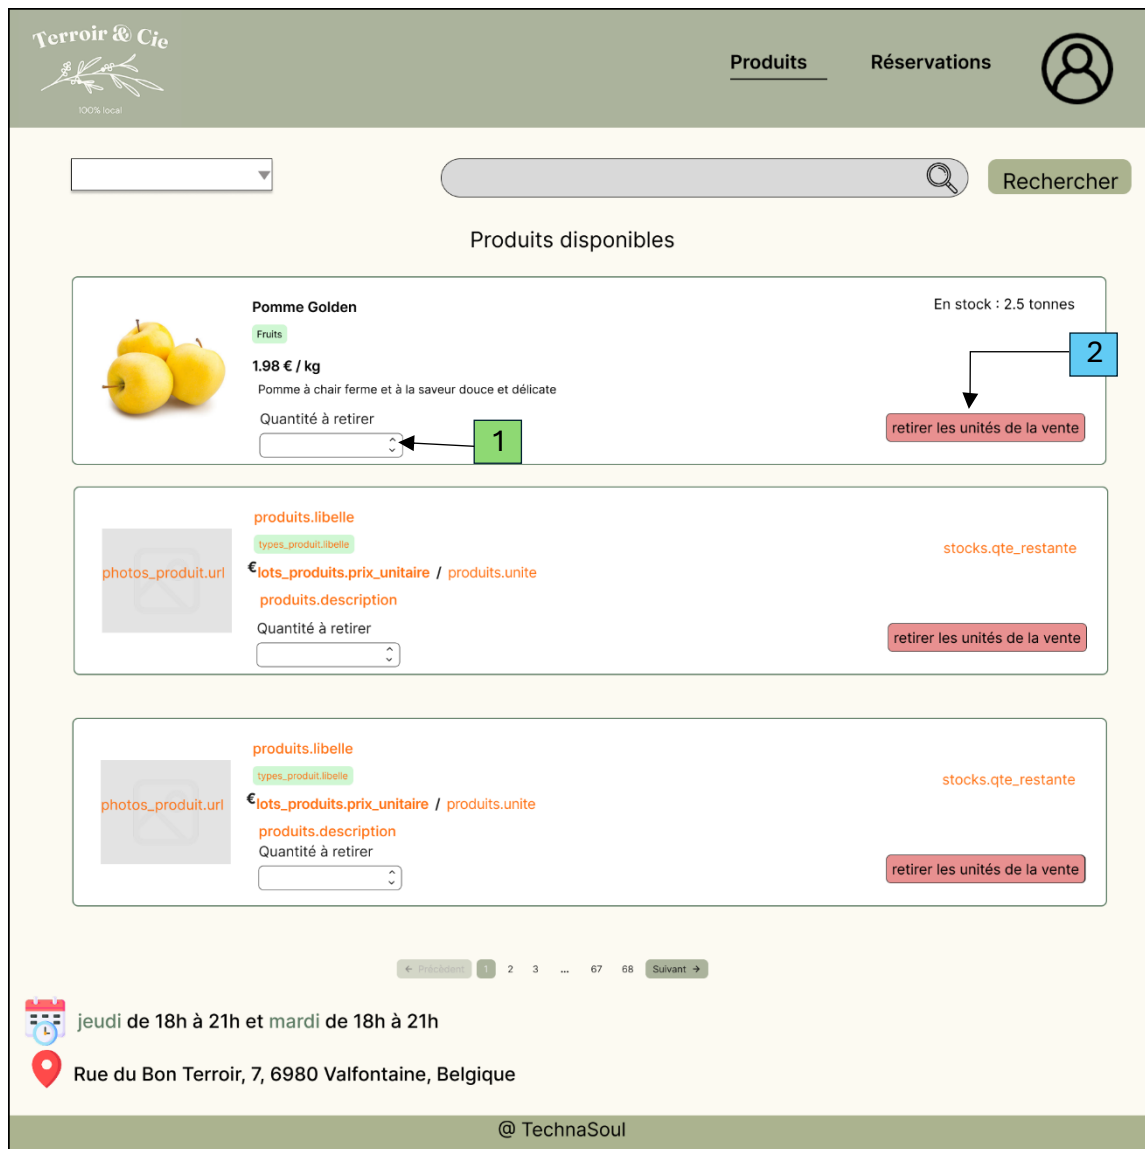 Terroir & Cie
100% local
Produits
Réservations
Rechercher
Produits disponibles
Pomme Golden
En stock : 2.5 tonnes
Fruits
2
1.98 € / kg
Pomme à chair ferme et à la saveur douce et délicate
Quantité à retirer
retirer les unités de la vente
1
produits.libelle
types_produit.libelle
stocks.qte_restante
photos_produit.url
€lots_produits.prix_unitaire / produits.unite
produits.description
Quantité à retirer
retirer les unités de la vente
produits.libelle
types_produit.libelle
stocks.qte_restante
photos_produit.url
€lots_produits.prix_unitaire / produits.unite
produits.description
Quantité à retirer
retirer les unités de la vente
← Précédent 1 2 3 ... 67 68 Suivant →
jeudi de 18h à 21h et mardi de 18h à 21h
Rue du Bon Terroir, 7, 6980 Valfontaine, Belgique
@ TechnaSoul